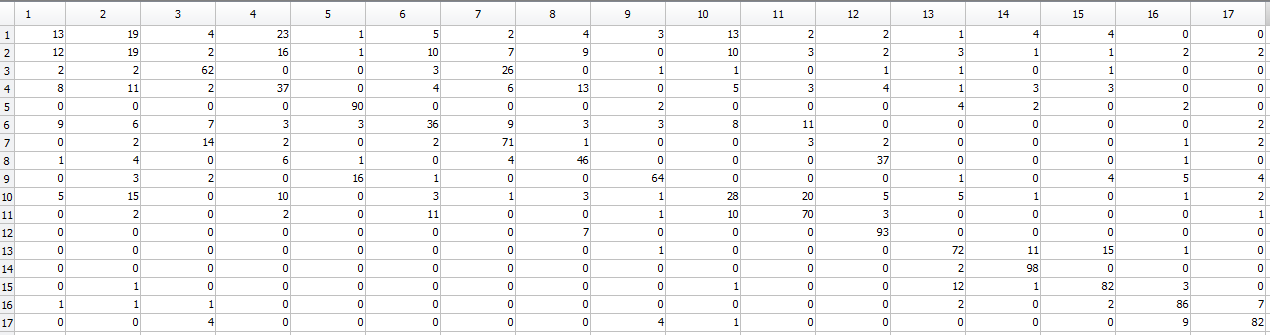 1 2 3 4 5 6 7 8 9 10 11 12 13 14 15 16 17
1 13 19 4 23 1 5 2 4 3 13 2 2 1 4 4 0 0
2 12 19 2 16 1 10 7 9 0 10 3 2 3 1 1 2 2
3 2 2 62 0 0 3 26 0 1 1 0 1 1 0 1 0 0
4 8 11 2 37 0 4 6 13 0 5 3 4 1 3 3 0 0
5 0 0 0 0 90 0 0 0 2 0 0 0 4 2 0 2 0
6 9 6 7 3 3 36 9 3 3 8 11 0 0 0 0 0 2
7 0 2 14 2 0 2 71 1 0 0 3 2 0 0 0 1 2
8 1 4 0 6 1 0 4 46 0 0 0 37 0 0 0 1 0
9 0 3 2 0 16 1 0 0 64 0 0 0 1 0 4 5 4
10 5 15 0 10 0 3 1 3 1 28 20 5 5 1 0 1 2
11 0 2 0 2 0 11 0 0 1 10 70 3 0 0 0 0 1
12 0 0 0 0 0 0 0 7 0 0 0 93 0 0 0 0 0
13 0 0 0 0 0 0 0 0 1 0 0 0 72 11 15 1 0
14 0 0 0 0 0 0 0 0 0 0 0 0 2 98 0 0 0
15 0 1 0 0 0 0 0 0 0 1 0 0 12 1 82 3 0
16 1 1 1 0 0 0 0 0 0 0 0 0 2 0 2 86 7
17 0 0 4 0 0 0 0 0 4 1 0 0 0 0 0 9 82